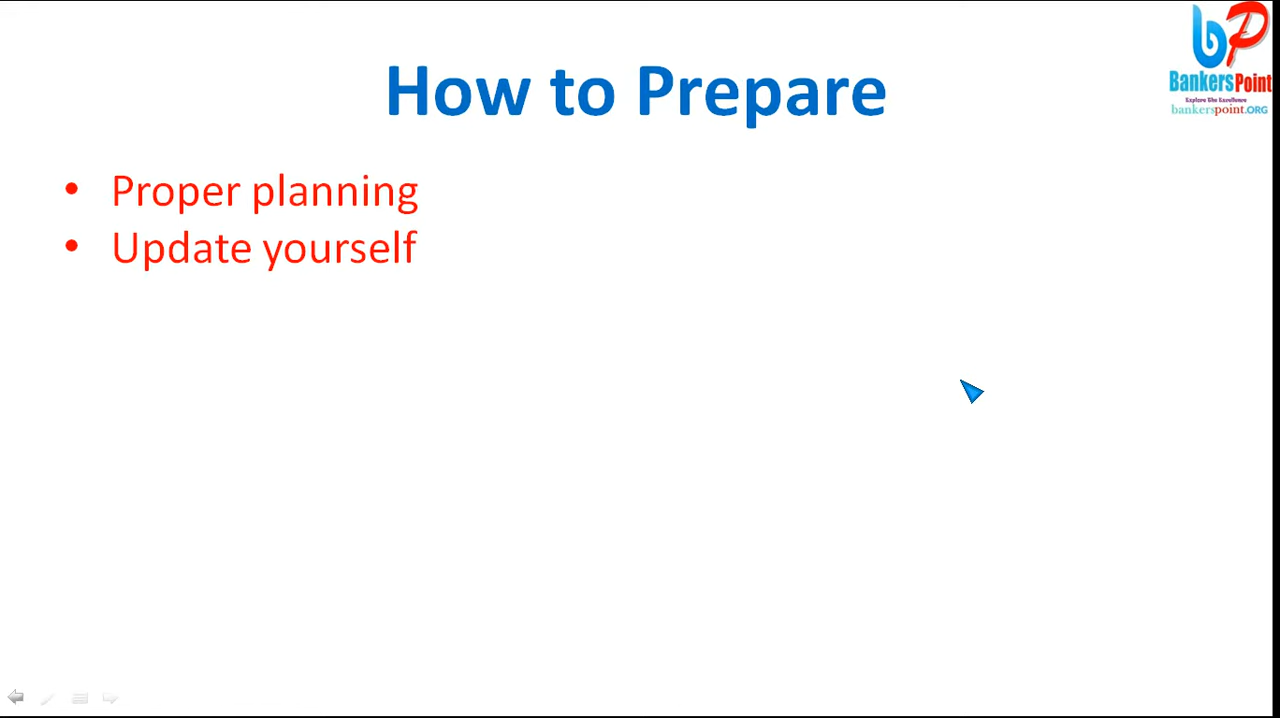 How to Prepare
BankersPoint
Explore The Excellence
bankerspoint.ORG
• Proper planning
• Update yourself